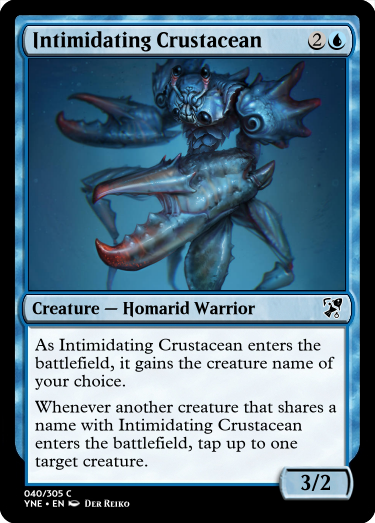 Intimidating Crustacean 2
Creature — Homarid Warrior
As Intimidating Crustacean enters the
battlefield, it gains the creature name of
your choice.
Whenever another creature that shares a
name with Intimidating Crustacean
enters the battlefield, tap up to one
target creature.
3/2
040/305 C
YNE • EN Der Reiko